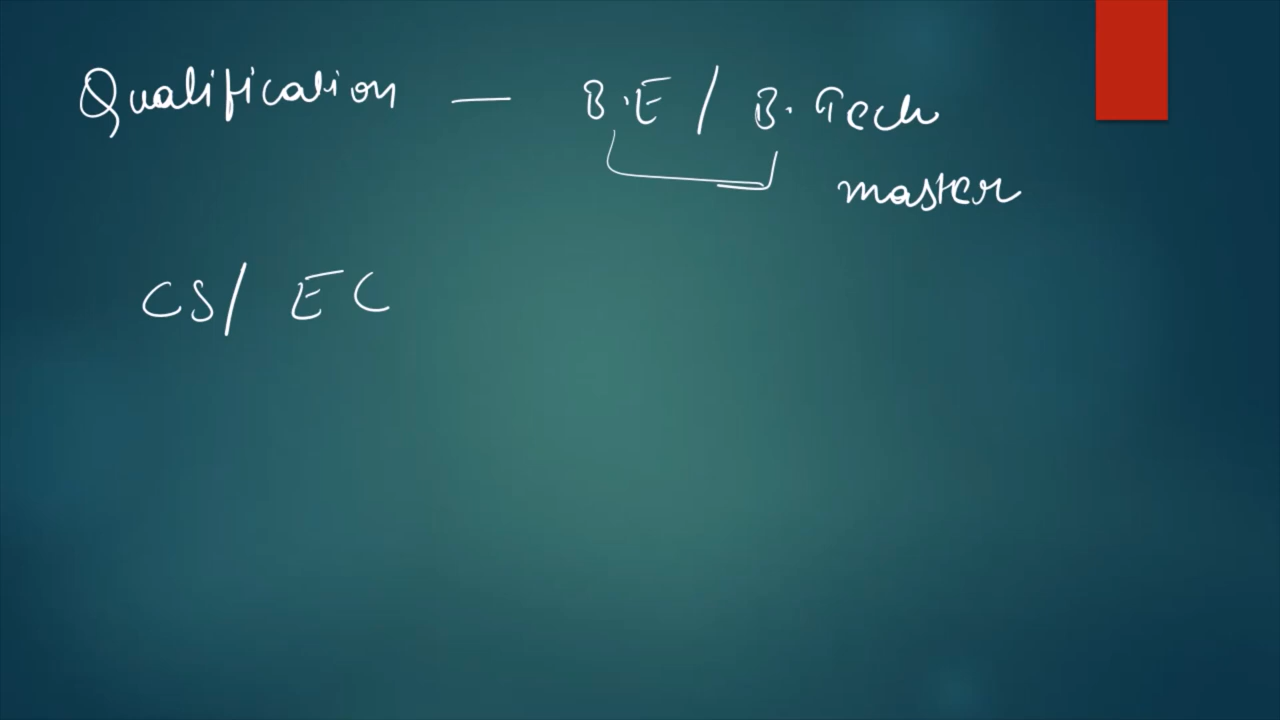 Qualification — B.E / B. Tech
master
CS/ EC